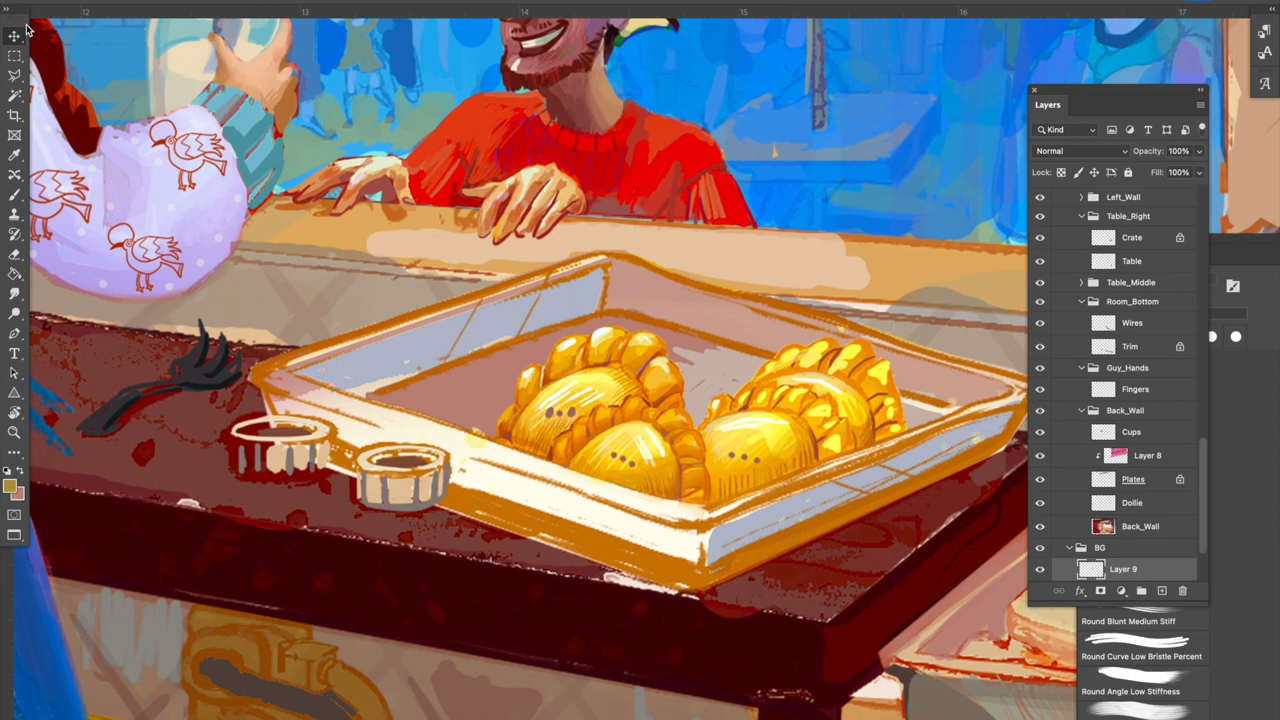 12 13 14 15 16 17
Layers
Kind
Normal Opacity: 100%
Lock: Fill: 100%
Left_Wall
Table_Right
Crate
Table
Table_Middle
Room_Bottom
Wires
Trim
Guy_Hands
Fingers
Back_Wall
Cups
Layer 8
Plates
Dollie
Back_Wall
BG
Layer 9
fx
Round Blunt Medium Stiff
Round Curve Low Bristle Percent
Round Angle Low Stiffness